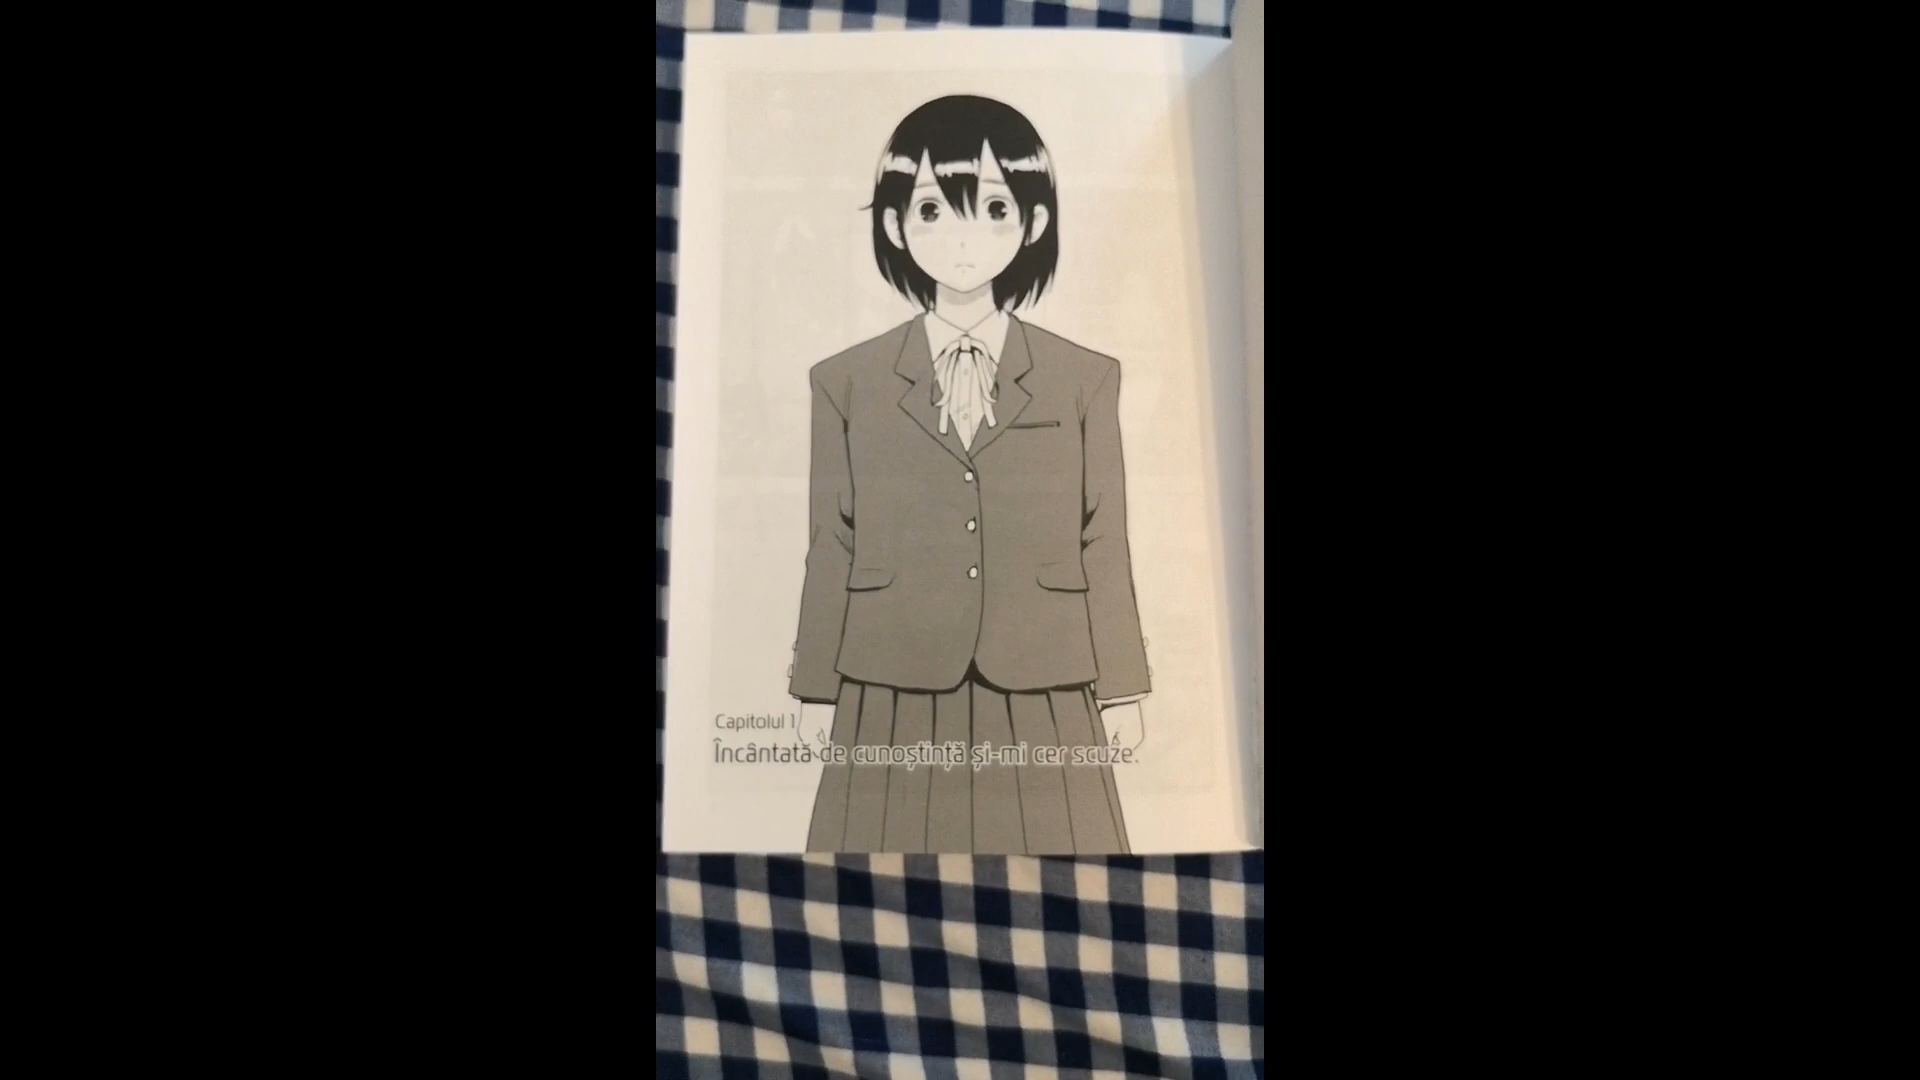 Capitolul 1
Încântată de cunoștință și-mi cer scuze.